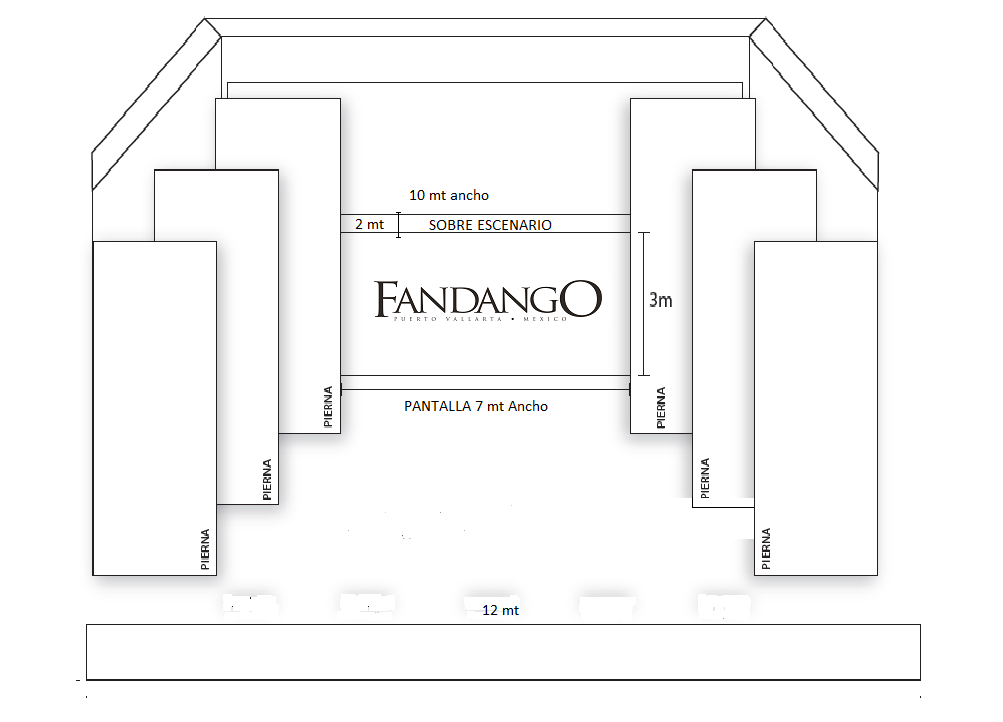 10 mt ancho
2 mt
SOBRE ESCENARIO
FANDANGO
PUERTO VALLARTA • MEXICO
3m
PANTALLA 7 mt Ancho
PIERNA
PIERNA
PIERNA
PIERNA
PIERNA
PIERNA
12 mt